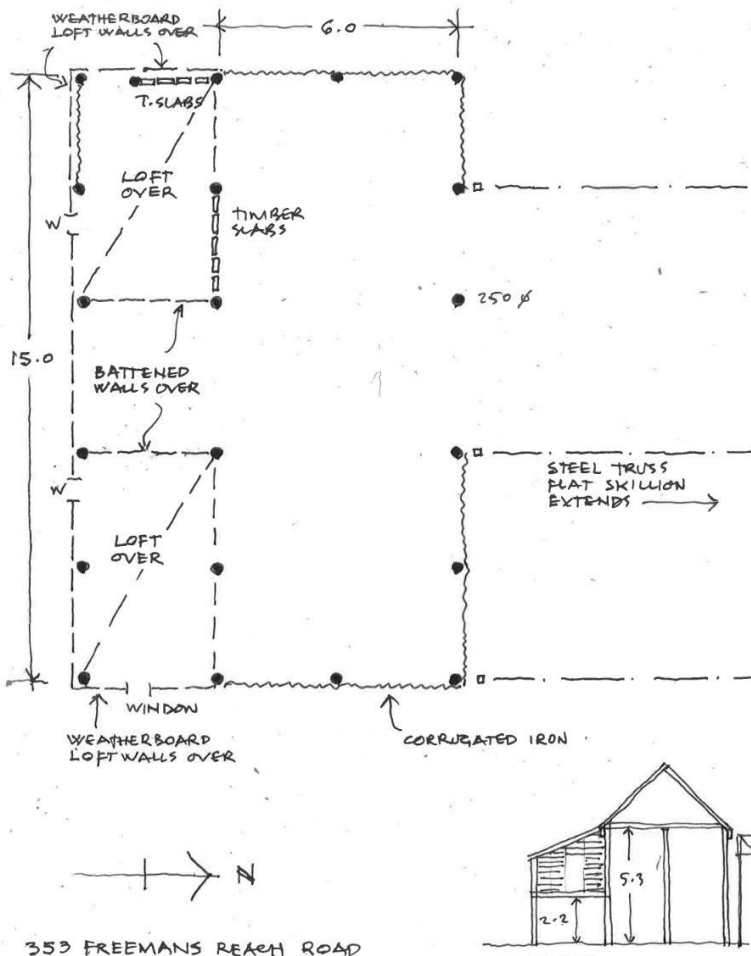 WEATHERBOARD
LOFT WALLS OVER
6.0
T. SLABS
LOFT
OVER
TIMBER
SLABS
W
250 ø
15.0
BATTENED
WALLS OVER
W
STEEL TRUSS
FLAT SKILLION
EXTENDS
LOFT
OVER
WINDOW
WEATHERBOARD
LOFT WALLS OVER
CORRUGATED IRON
N
5.3
2.2
353 FREEMANS REACH ROAD